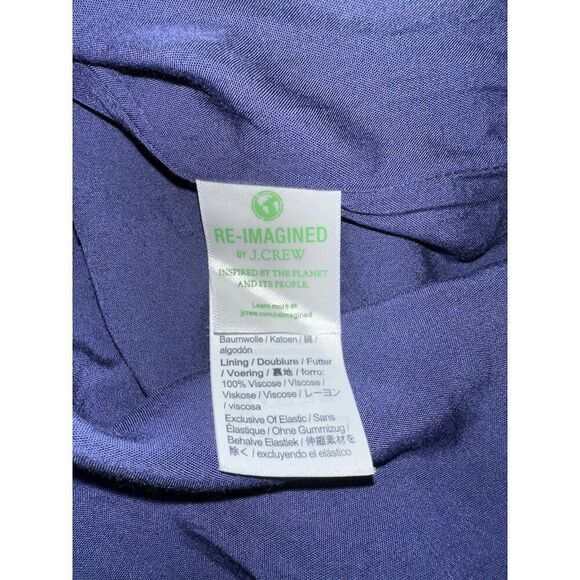 RE-IMAGINED
BY J.CREW
INSPIRED BY THE PLANET
AND ITS PEOPLE.
Learn more at
jcrew.com/reimagined
Baumwolle / Katoen / 綿 /
algodón
Lining / Doublure / Futter
/ Voering / 裏地 / forro:
100% Viscose / Viscose /
Viskose / Viscose / レーヨン
/ viscosa
Exclusive Of Elastic / Sans
Élastique / Ohne Gummizug /
Behalve Elastiek / 伸縮素材を
除く / excluyendo el elástico